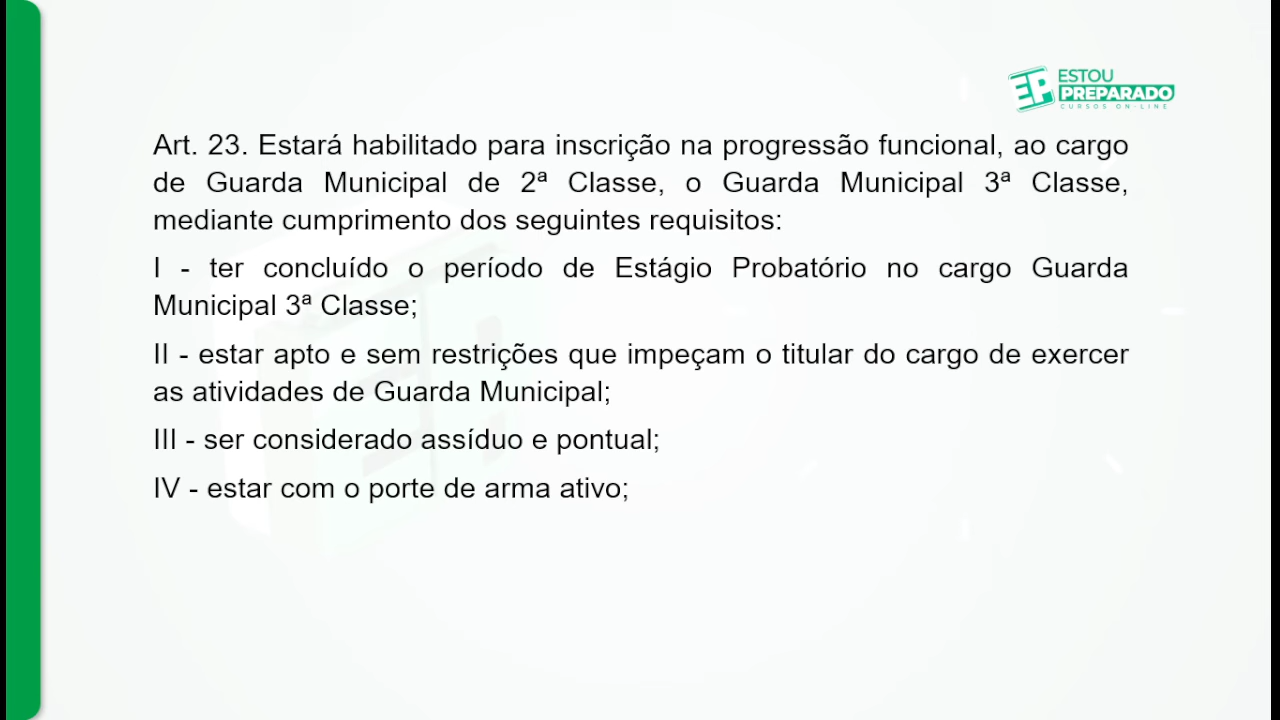 EP ESTOU
PREPARADO
CURSOS ON-LINE
Art. 23. Estará habilitado para inscrição na progressão funcional, ao cargo
de Guarda Municipal de 2ª Classe, o Guarda Municipal 3ª Classe,
mediante cumprimento dos seguintes requisitos:
I - ter concluído o período de Estágio Probatório no cargo Guarda
Municipal 3ª Classe;
II - estar apto e sem restrições que impeçam o titular do cargo de exercer
as atividades de Guarda Municipal;
III - ser considerado assíduo e pontual;
IV - estar com o porte de arma ativo;